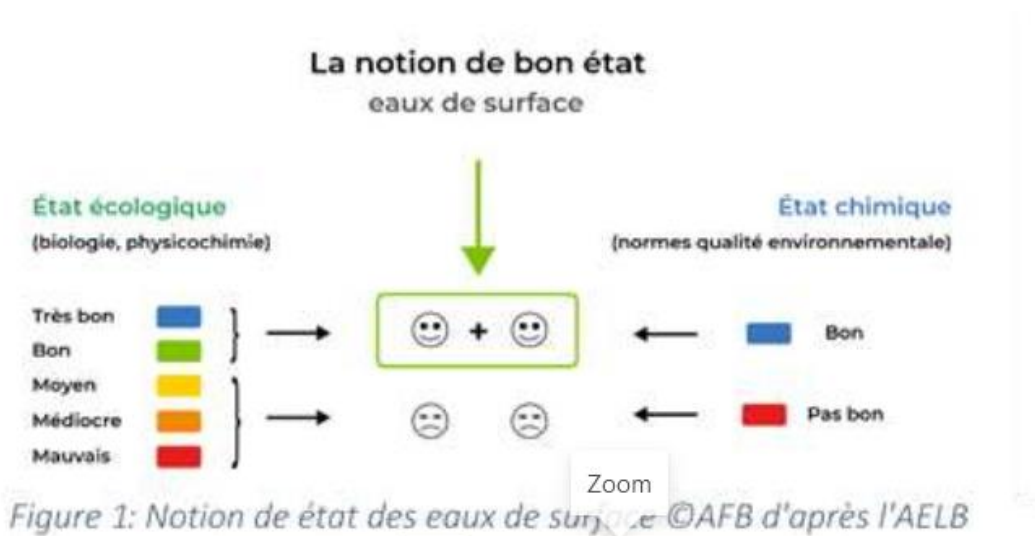 La notion de bon état
eaux de surface
État écologique
(biologie, physicochimie)
État chimique
(normes qualité environnementale)
Très bon
Bon
Moyen
Médiocre
Mauvais
+
Bon
Pas bon
Zoom
Figure 1: Notion de état des eaux de ©AFB d'après l'AELB